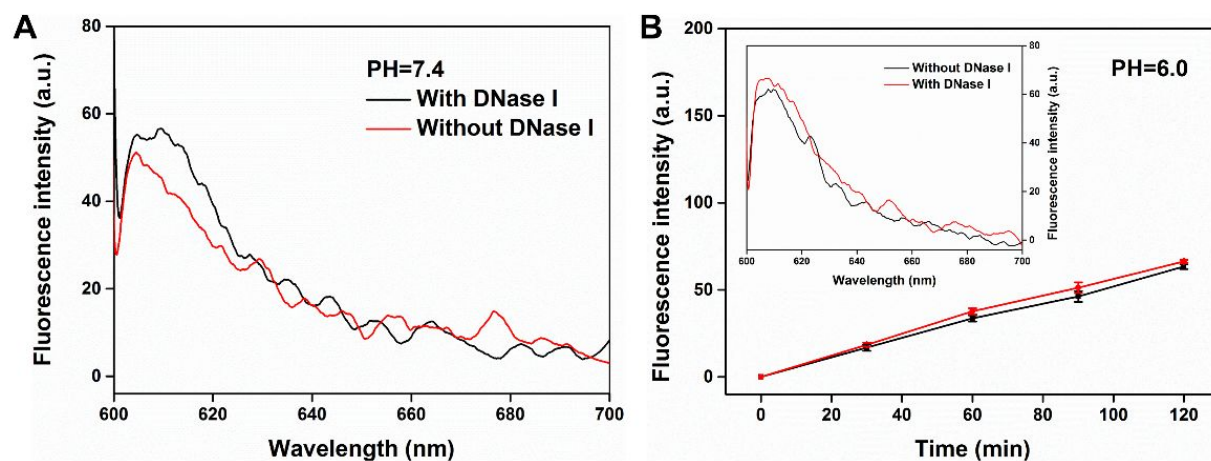 A
PH=7.4
With DNase I
Without DNase I
Fluorescence intensity (a.u.)
80
60
40
20
0
600
620
640
660
680
700
Wavelength (nm)
B
PH=6.0
Fluorescence intensity (a.u.)
200
150
100
50
0
0
20
40
60
80
100
120
Time (min)
Without DNase I
With DNase I
80
60
40
20
0
Fluorescence intensity (a.u.)
600
620
640
660
680
700
Wavelength (nm)